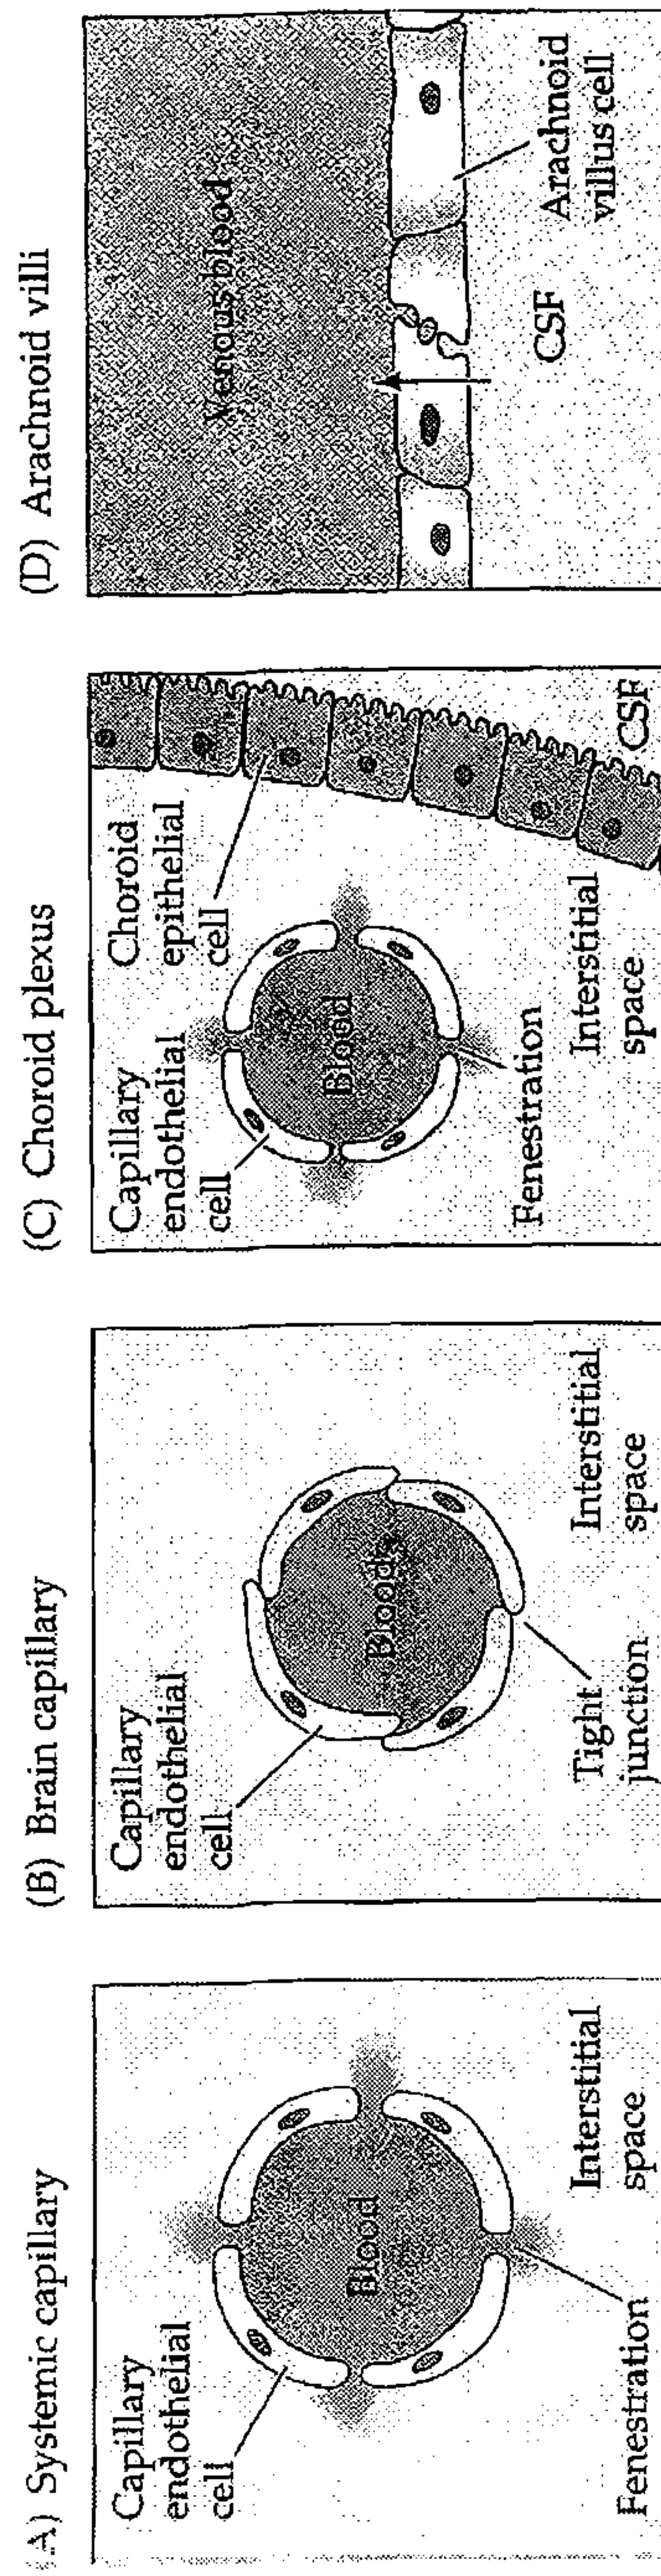 (A) Systemic capillary
Capillary
endothelial
cell
Blood
Fenestration
Interstitial
space
(B) Brain capillary
Capillary
endothelial
cell
Blood
Tight
junction
Interstitial
space
(C) Choroid plexus
Capillary
endothelial
cell
Choroid
epithelial
cell
Blood
Fenestration
Interstitial
space
CSF
(D) Arachnoid villi
Venous blood
CSF
Arachnoid
villus cell